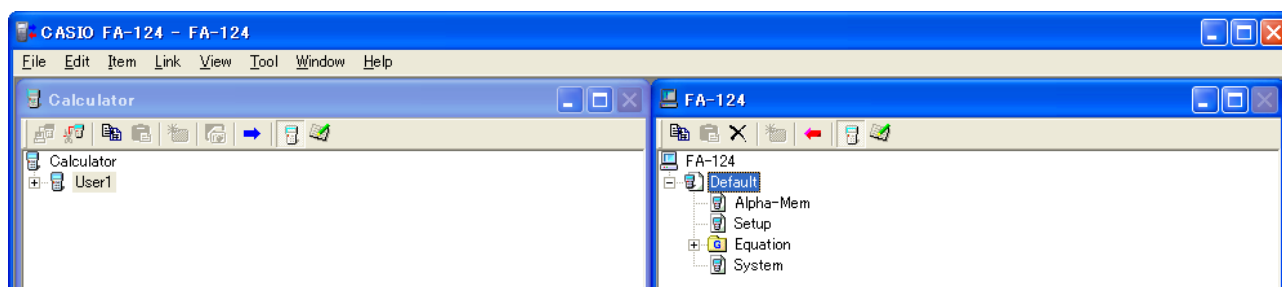 CASIO FA-124 - FA-124
File Edit Item Link View Tool Window Help
Calculator
Calculator
User1
FA-124
FA-124
Default
Alpha-Mem
Setup
G Equation
System